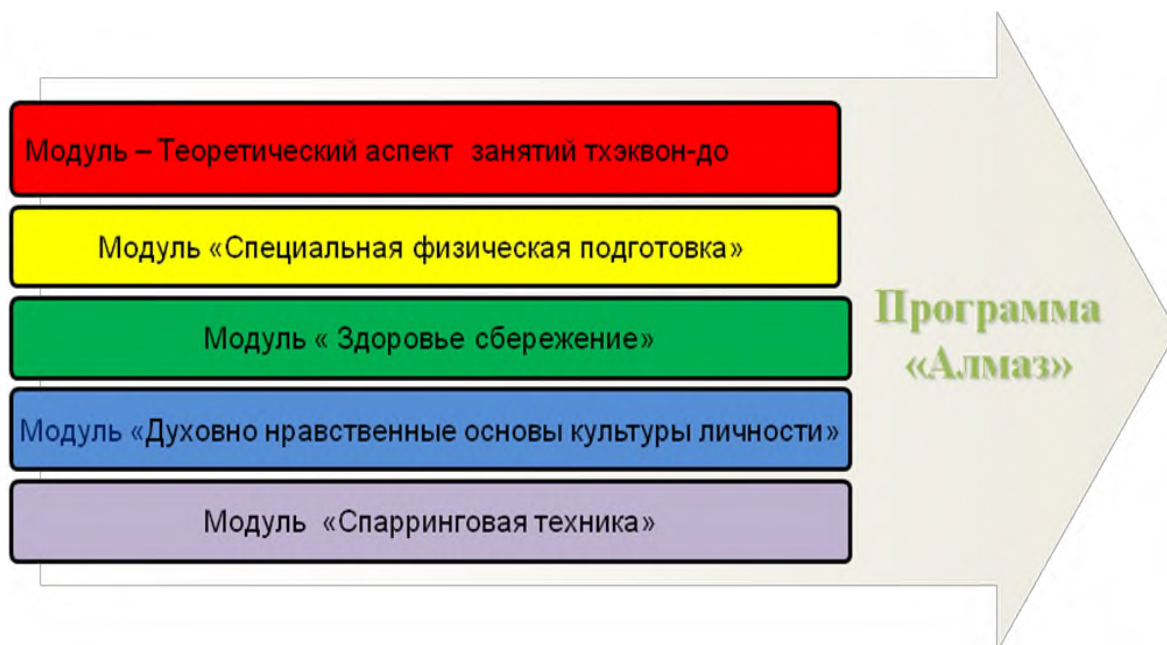 Модуль – Теоретический аспект занятий тхэквон-до
Модуль «Специальная физическая подготовка»
Модуль « Здоровье сбережение»
Модуль «Духовно нравственные основы культуры личности»
Модуль «Спарринговая техника»
Программа
«Алмаз»